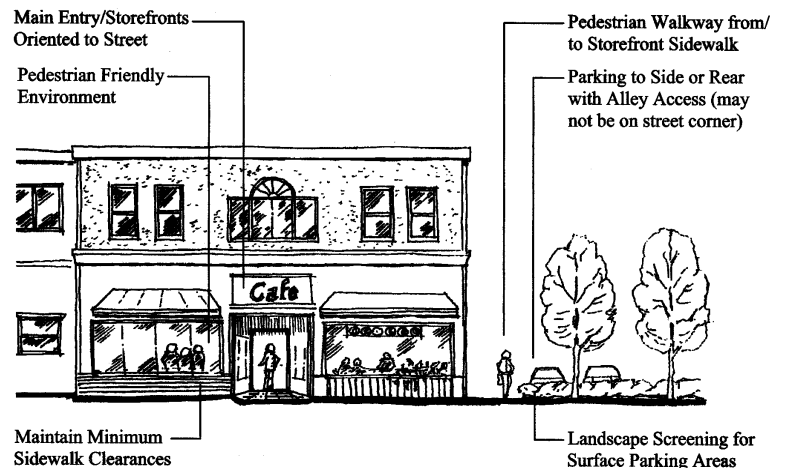 Main Entry/Storefronts
Oriented to Street
Pedestrian Friendly
Environment
Pedestrian Walkway from/
to Storefront Sidewalk
Parking to Side or Rear
with Alley Access (may
not be on street corner)
Cafe
Maintain Minimum
Sidewalk Clearances
Landscape Screening for
Surface Parking Areas